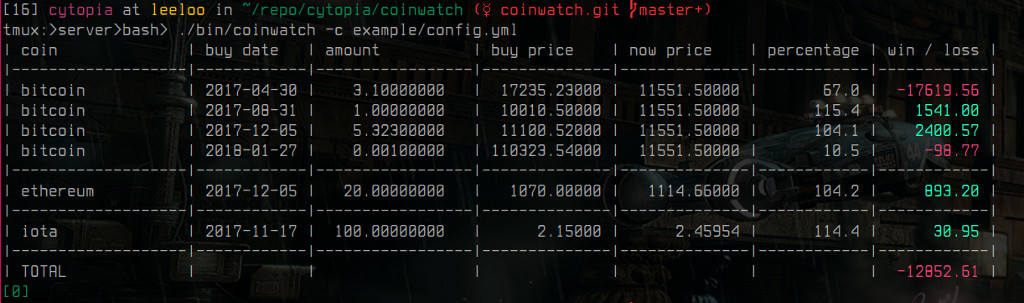 [16] cytopia at leeloo in ~/repo/cytopia/coinwatch (☿ coinwatch.git master+)
tmux:>server>bash> ./bin/coinwatch -c example/config.yml
| coin | buy date | amount | buy price | now price | percentage | win / loss |
|--------------------|------------|----------------|----------------|----------------|------------|------------|
| bitcoin | 2017-04-30 | 3.10000000 | 17235.23000 | 11551.50000 | 67.0 | -17619.56 |
| bitcoin | 2017-08-31 | 1.00000000 | 10010.50000 | 11551.50000 | 115.4 | 1541.00 |
| bitcoin | 2017-12-05 | 5.32300000 | 11100.52000 | 11551.50000 | 104.1 | 2400.57 |
| bitcoin | 2018-01-27 | 0.00100000 | 110323.54000 | 11551.50000 | 10.5 | -98.77 |
|--------------------|------------|----------------|----------------|----------------|------------|------------|
| ethereum | 2017-12-05 | 20.00000000 | 1070.00000 | 1114.66000 | 104.2 | 893.20 |
|--------------------|------------|----------------|----------------|----------------|------------|------------|
| iota | 2017-11-17 | 100.00000000 | 2.15000 | 2.45954 | 114.4 | 30.95 |
|--------------------|------------|----------------|----------------|----------------|------------|------------|
| TOTAL | | | | | | -12852.61 |
[0]